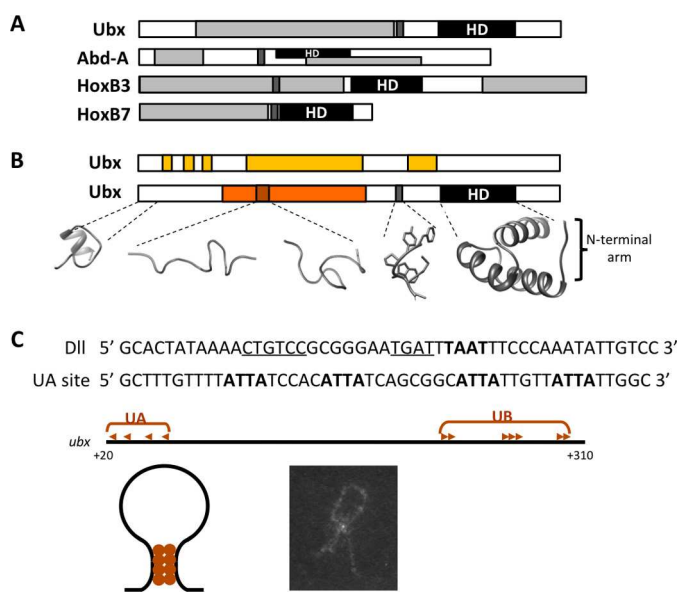 A
Ubx HD
Abd-A HD
HoxB3 HD
HoxB7 HD
B
Ubx
Ubx HD
N-terminal
arm
C
Dll 5′ GCACTATAAAACTGTCCGCGGGAATGATTTAATTTCCCAAATATTGTCC 3′
UA site 5′ GCTTTGTTTTATTATCCACATTATCAGCGGCATTATTGTTATTATTGGC 3′
UA UB
ubx
+20 +310